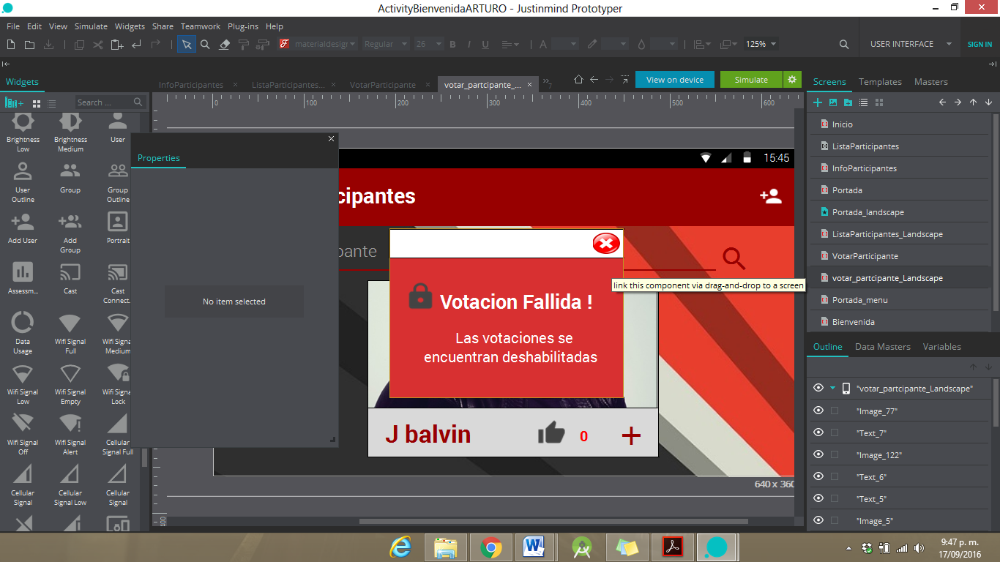 ActivityBienvenidaARTURO - Justinmind Prototyper
File Edit View Simulate Widgets Share Teamwork Plug-ins Help
materialdesign Regular 26 B I U A 125% USER INTERFACE SIGN IN
Widgets
InfoParticipantes × ListaParticipantes... × VotarParticipante × votar_partcipante_... × 7
View on device
Simulate
Screens Templates Masters
Search ...
0 100 200 300 400 600
Brightness Low
Brightness Medium
User
User Outline
Group
Group Outline
Add User
Add Group
Portrait
Assessm...
Cast
Cast Connect.
Data Usage
Wifi Signal Full
Wifi Signa Medium
Wifi Signal Low
Wifi Signal Empty
Wifi Signa Lock
Wifi Signal Off
Wifi Signal Alert
Cellular Signal Full
Cellular Signal
Cellular Signal Low
Cellular Signal
Properties
No item selected
15:45
cipantes
pante
Votacion Fallida !
Las votaciones se
encuentran deshabilitadas
link this component via drag-and-drop to a screen
J balvin 0 +
640 x 360
Inicio
ListaParticipantes
InfoParticipantes
Portada
Portada_landscape
ListaParticipantes_Landscape
VotarParticipante
votar_partcipante_Landscape
Portada_menu
Bienvenida
Outline Data Masters Variables
"votar_partcipante_Landscape"
"Image_77"
"Text_7"
"Image_122"
"Text_6"
"Text_5"
"Image_5"
9:47 p. m.
17/09/2016